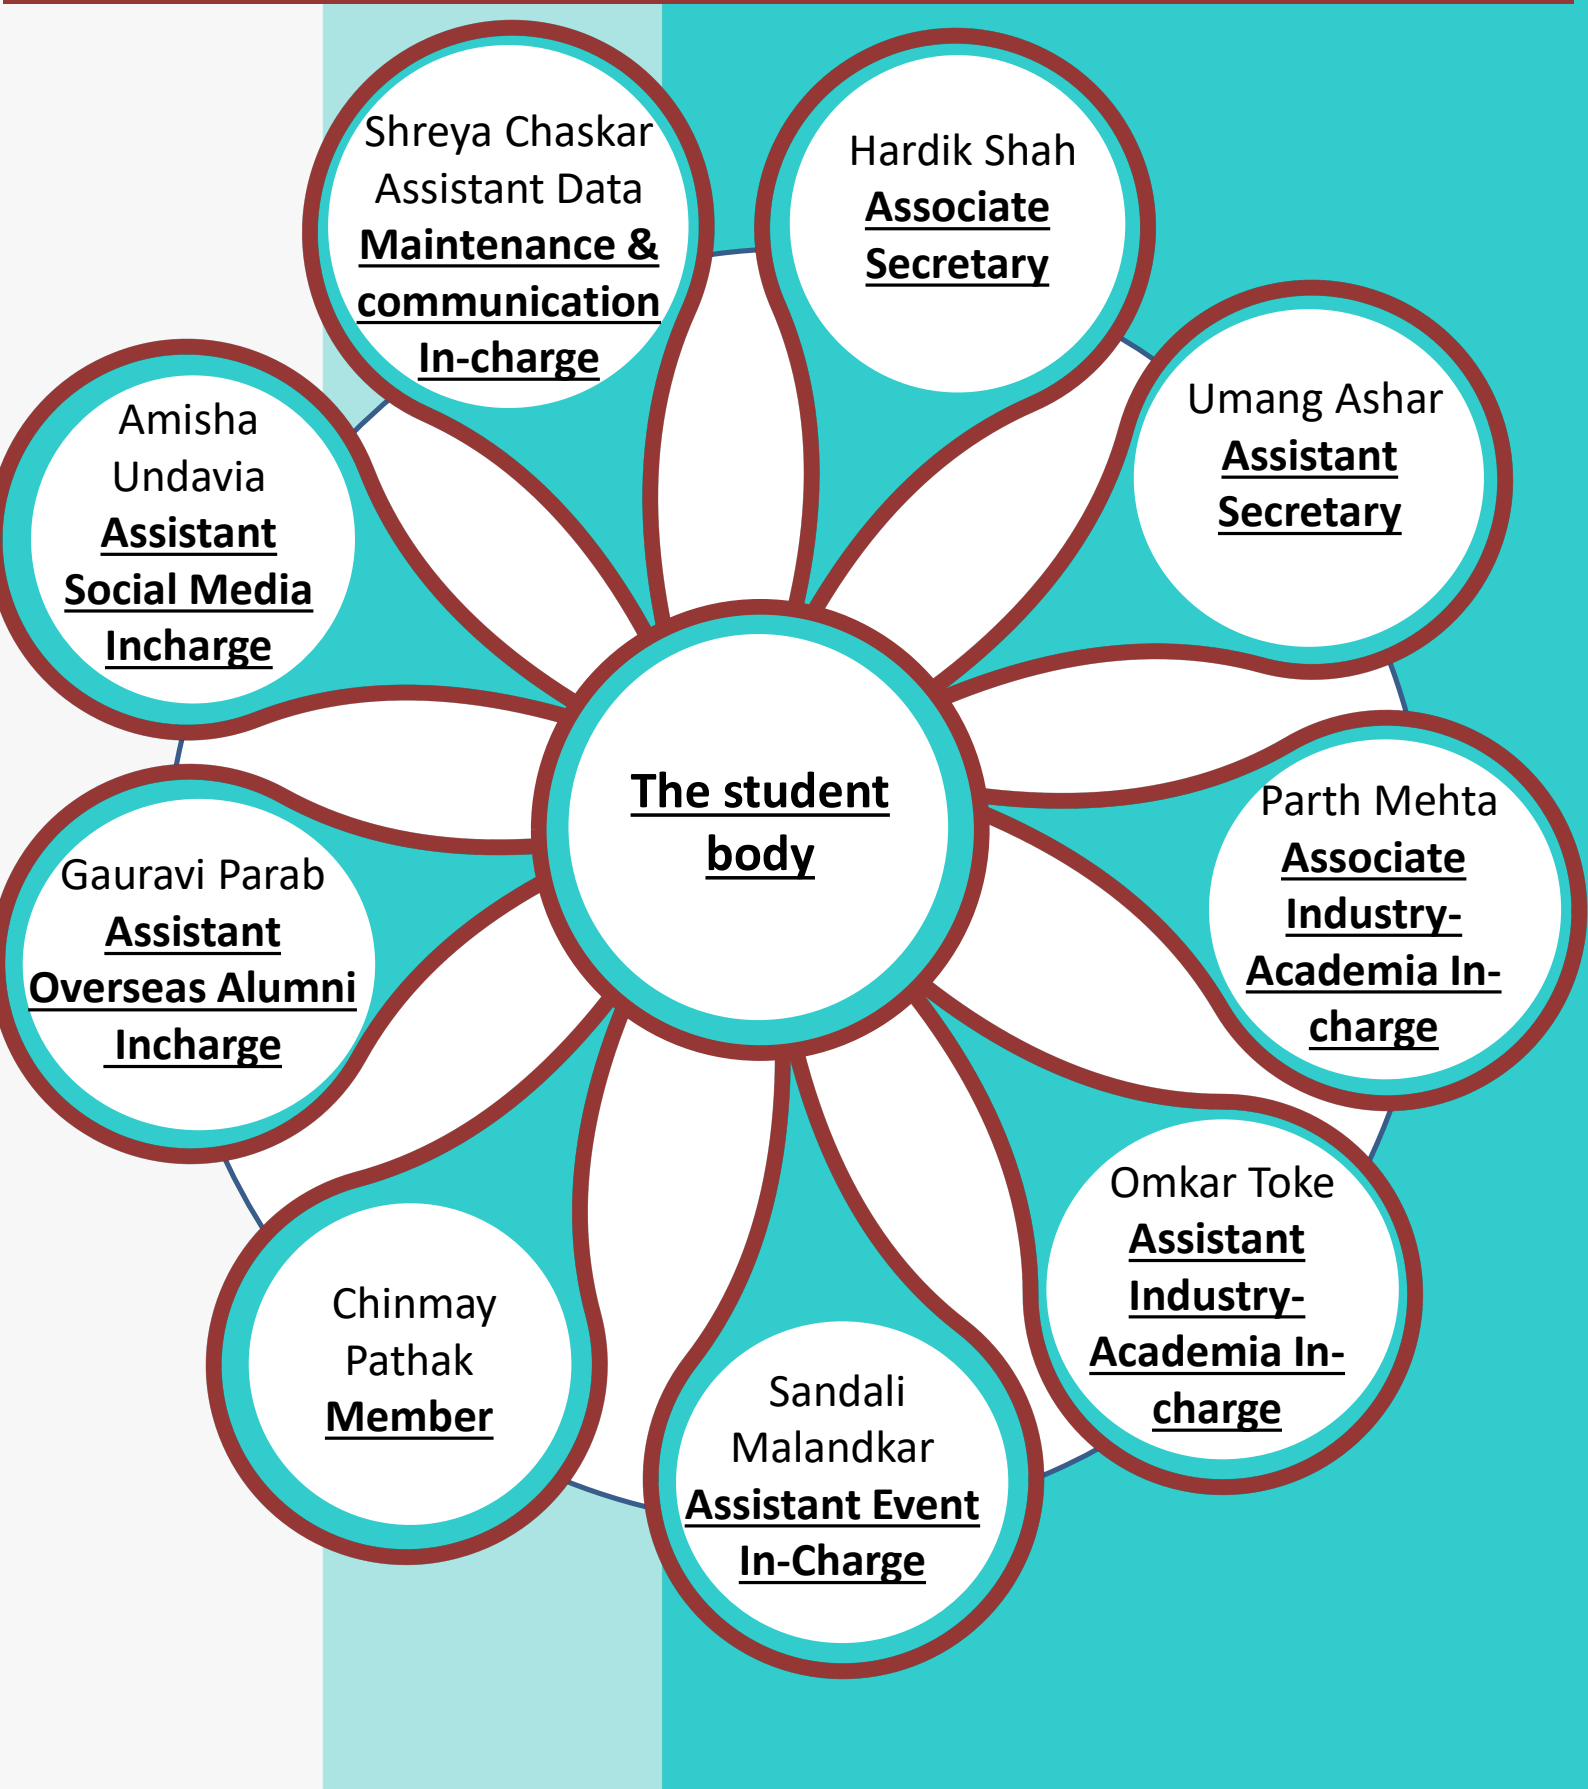 Shreya Chaskar
Assistant Data
Maintenance &
communication
In-charge
Hardik Shah
Associate
Secretary
Umang Ashar
Assistant
Secretary
Parth Mehta
Associate
Industry-
Academia In-
charge
Omkar Toke
Assistant
Industry-
Academia In-
charge
Sandali
Malandkar
Assistant Event
In-Charge
Chinmay
Pathak
Member
Gauravi Parab
Assistant
Overseas Alumni
Incharge
Amisha
Undavia
Assistant
Social Media
Incharge
The student
body